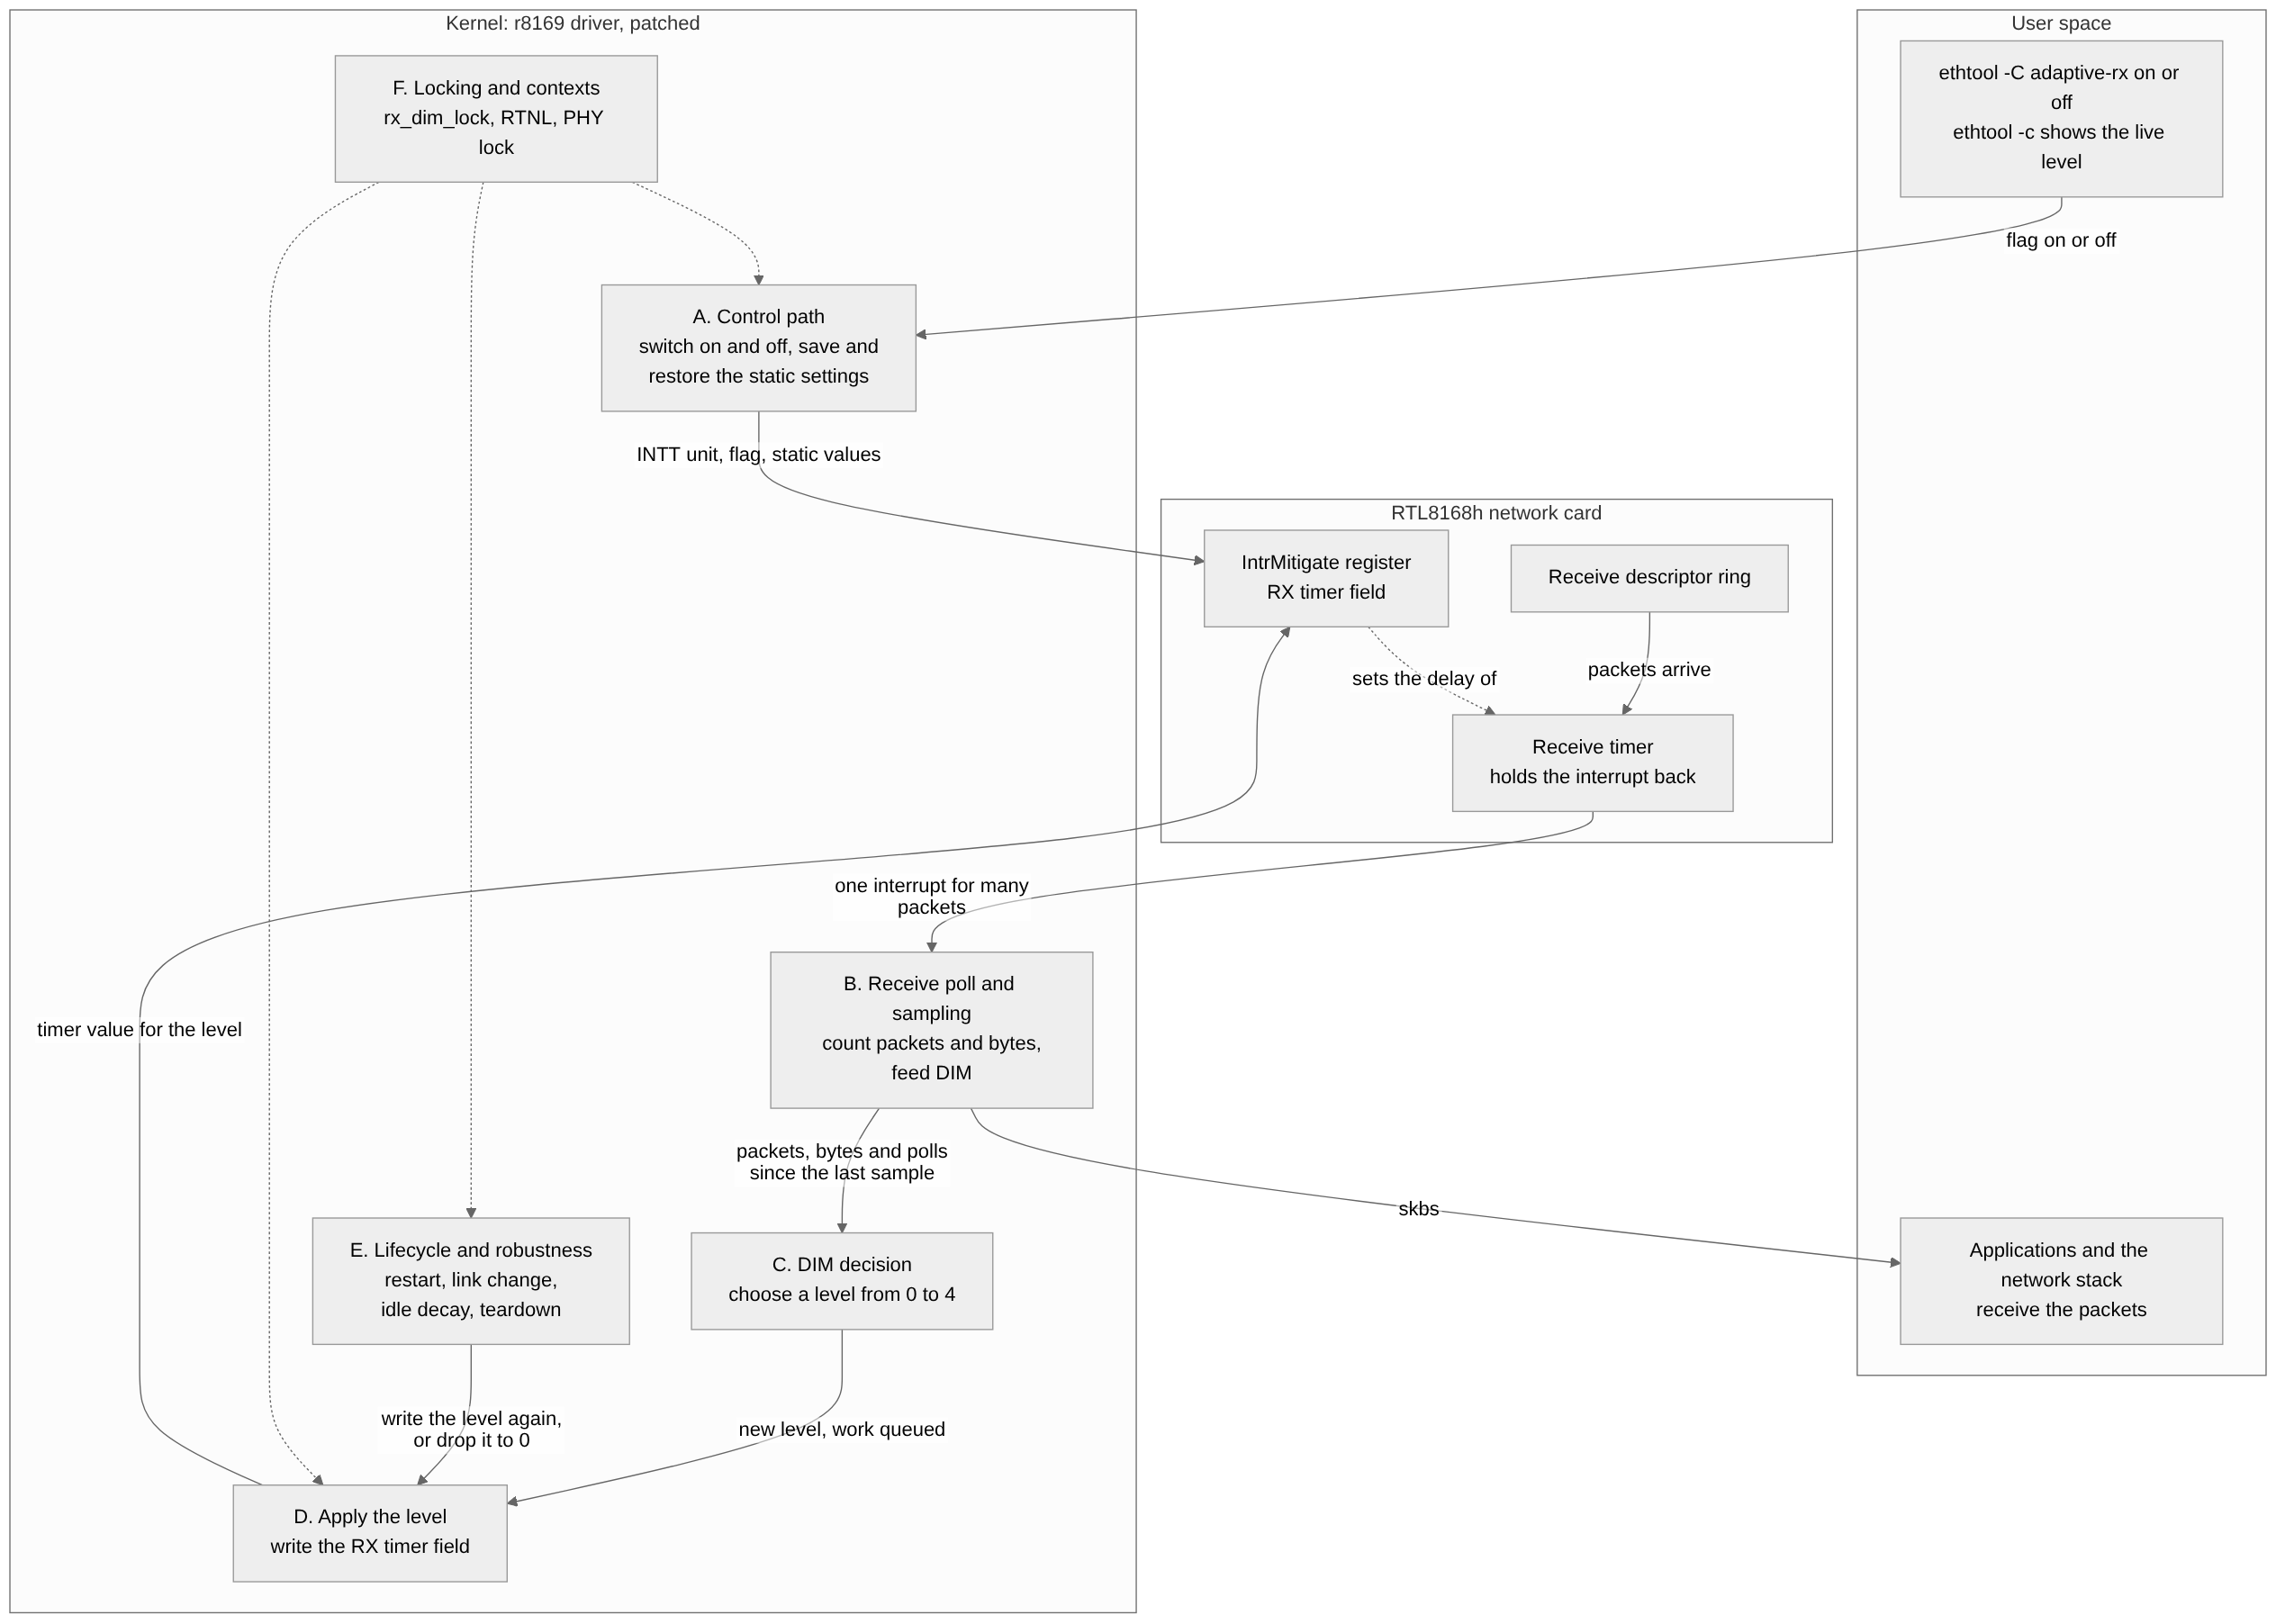 Kernel: r8169 driver, patched
User space
F. Locking and contexts
rx_dim_lock, RTNL, PHY
lock
ethtool -C adaptive-rx on or
off
ethtool -c shows the live
level
flag on or off
A. Control path
switch on and off, save and
restore the static settings
INTT unit, flag, static values
RTL8168h network card
IntrMitigate register
RX timer field
Receive descriptor ring
sets the delay of
packets arrive
Receive timer
holds the interrupt back
one interrupt for many
packets
timer value for the level
B. Receive poll and
sampling
count packets and bytes,
feed DIM
packets, bytes and polls
since the last sample
skbs
E. Lifecycle and robustness
restart, link change,
idle decay, teardown
C. DIM decision
choose a level from 0 to 4
Applications and the
network stack
receive the packets
write the level again,
or drop it to 0
new level, work queued
D. Apply the level
write the RX timer field